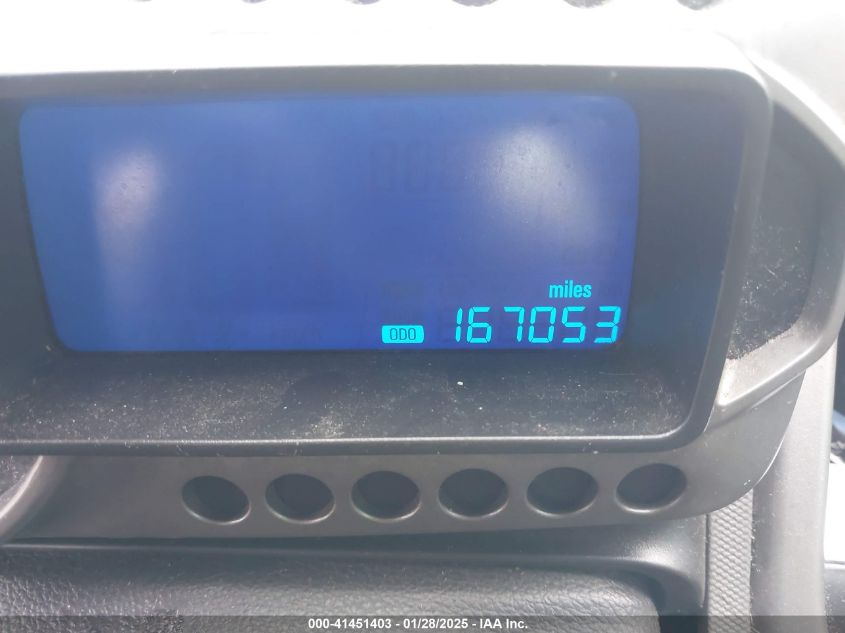 miles
ODO 167053
000-41451403 - 01/28/2025 - IAA Inc.